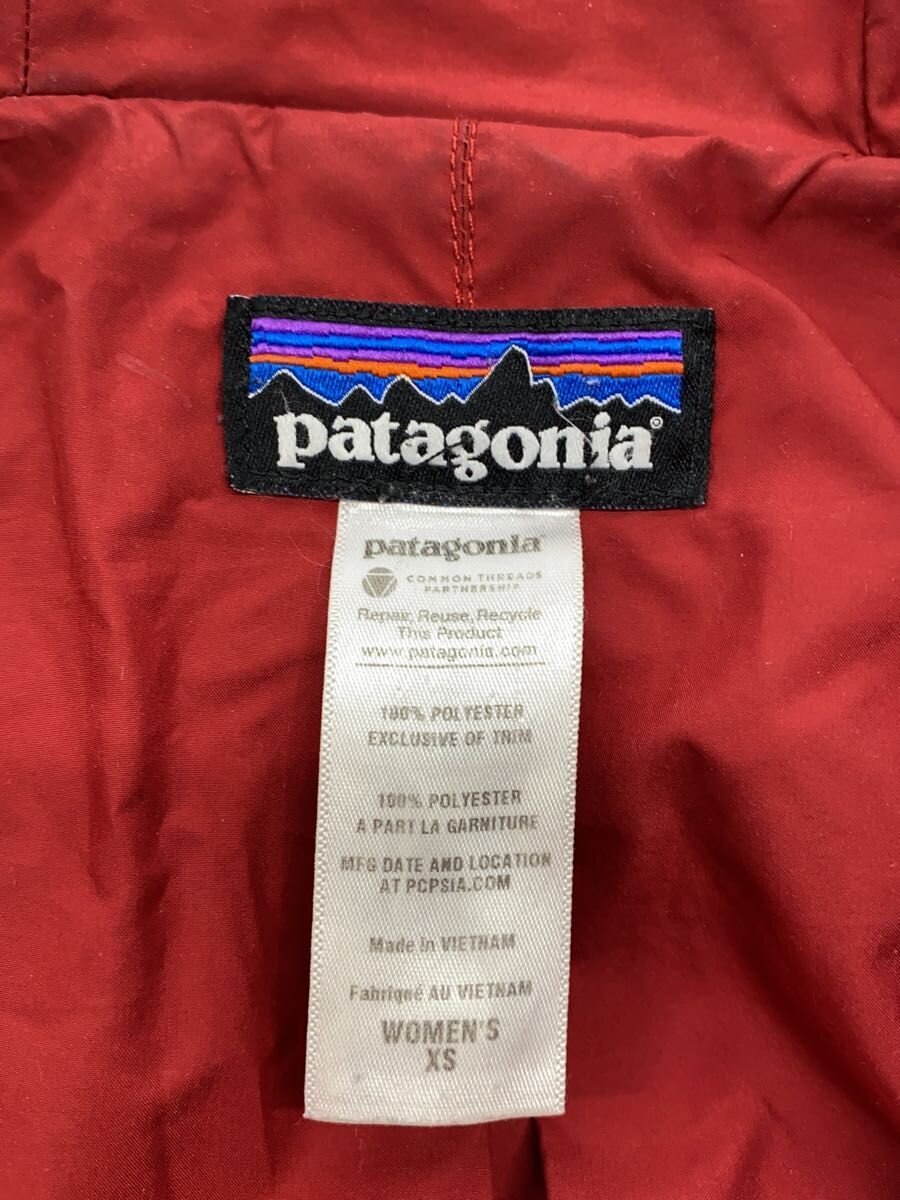 patagonia®
patagonia
COMMON THREADS
PARTNERSHIP
Repair, Reuse, Recycle
This Product
www.patagonia.com
100% POLYESTER
EXCLUSIVE OF TRIM
100% POLYESTER
A PART LA GARNITURE
MFG DATE AND LOCATION
AT PCPSIA.COM
Made in VIETNAM
Fabriqué AU VIETNAM
WOMEN'S
XS